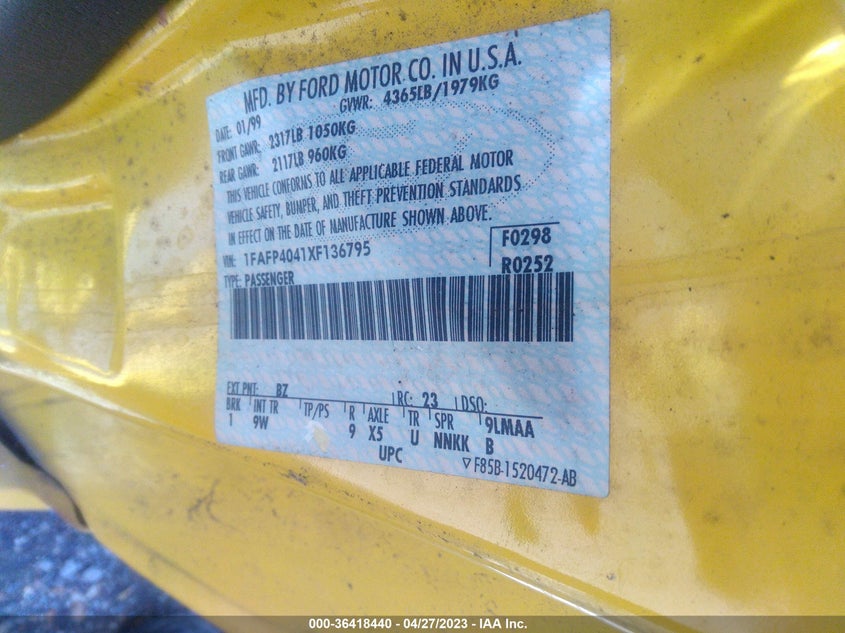 MFD. BY FORD MOTOR CO. IN U.S.A.
DATE: 01/99 GVWR: 4365LB/1979KG
FRONT GAWR: 2317LB 1050KG
REAR GAWR: 2117LB 960KG
THIS VEHICLE CONFORMS TO ALL APPLICABLE FEDERAL MOTOR
VEHICLE SAFETY, BUMPER, AND THEFT PREVENTION STANDARDS
IN EFFECT ON THE DATE OF MANUFACTURE SHOWN ABOVE.
VIN: 1FAFP4041XF136795 F0298
TYPE: PASSENGER R0252
EXT PNT: BZ RC: 23 DSO:
BRK INT TR TP/PS R AXLE TR SPR 9LMAA
1 9W 9 X5 U NNKK B
UPC ▽F85B-1520472-AB
000-36418440 - 04/27/2023 - IAA Inc.